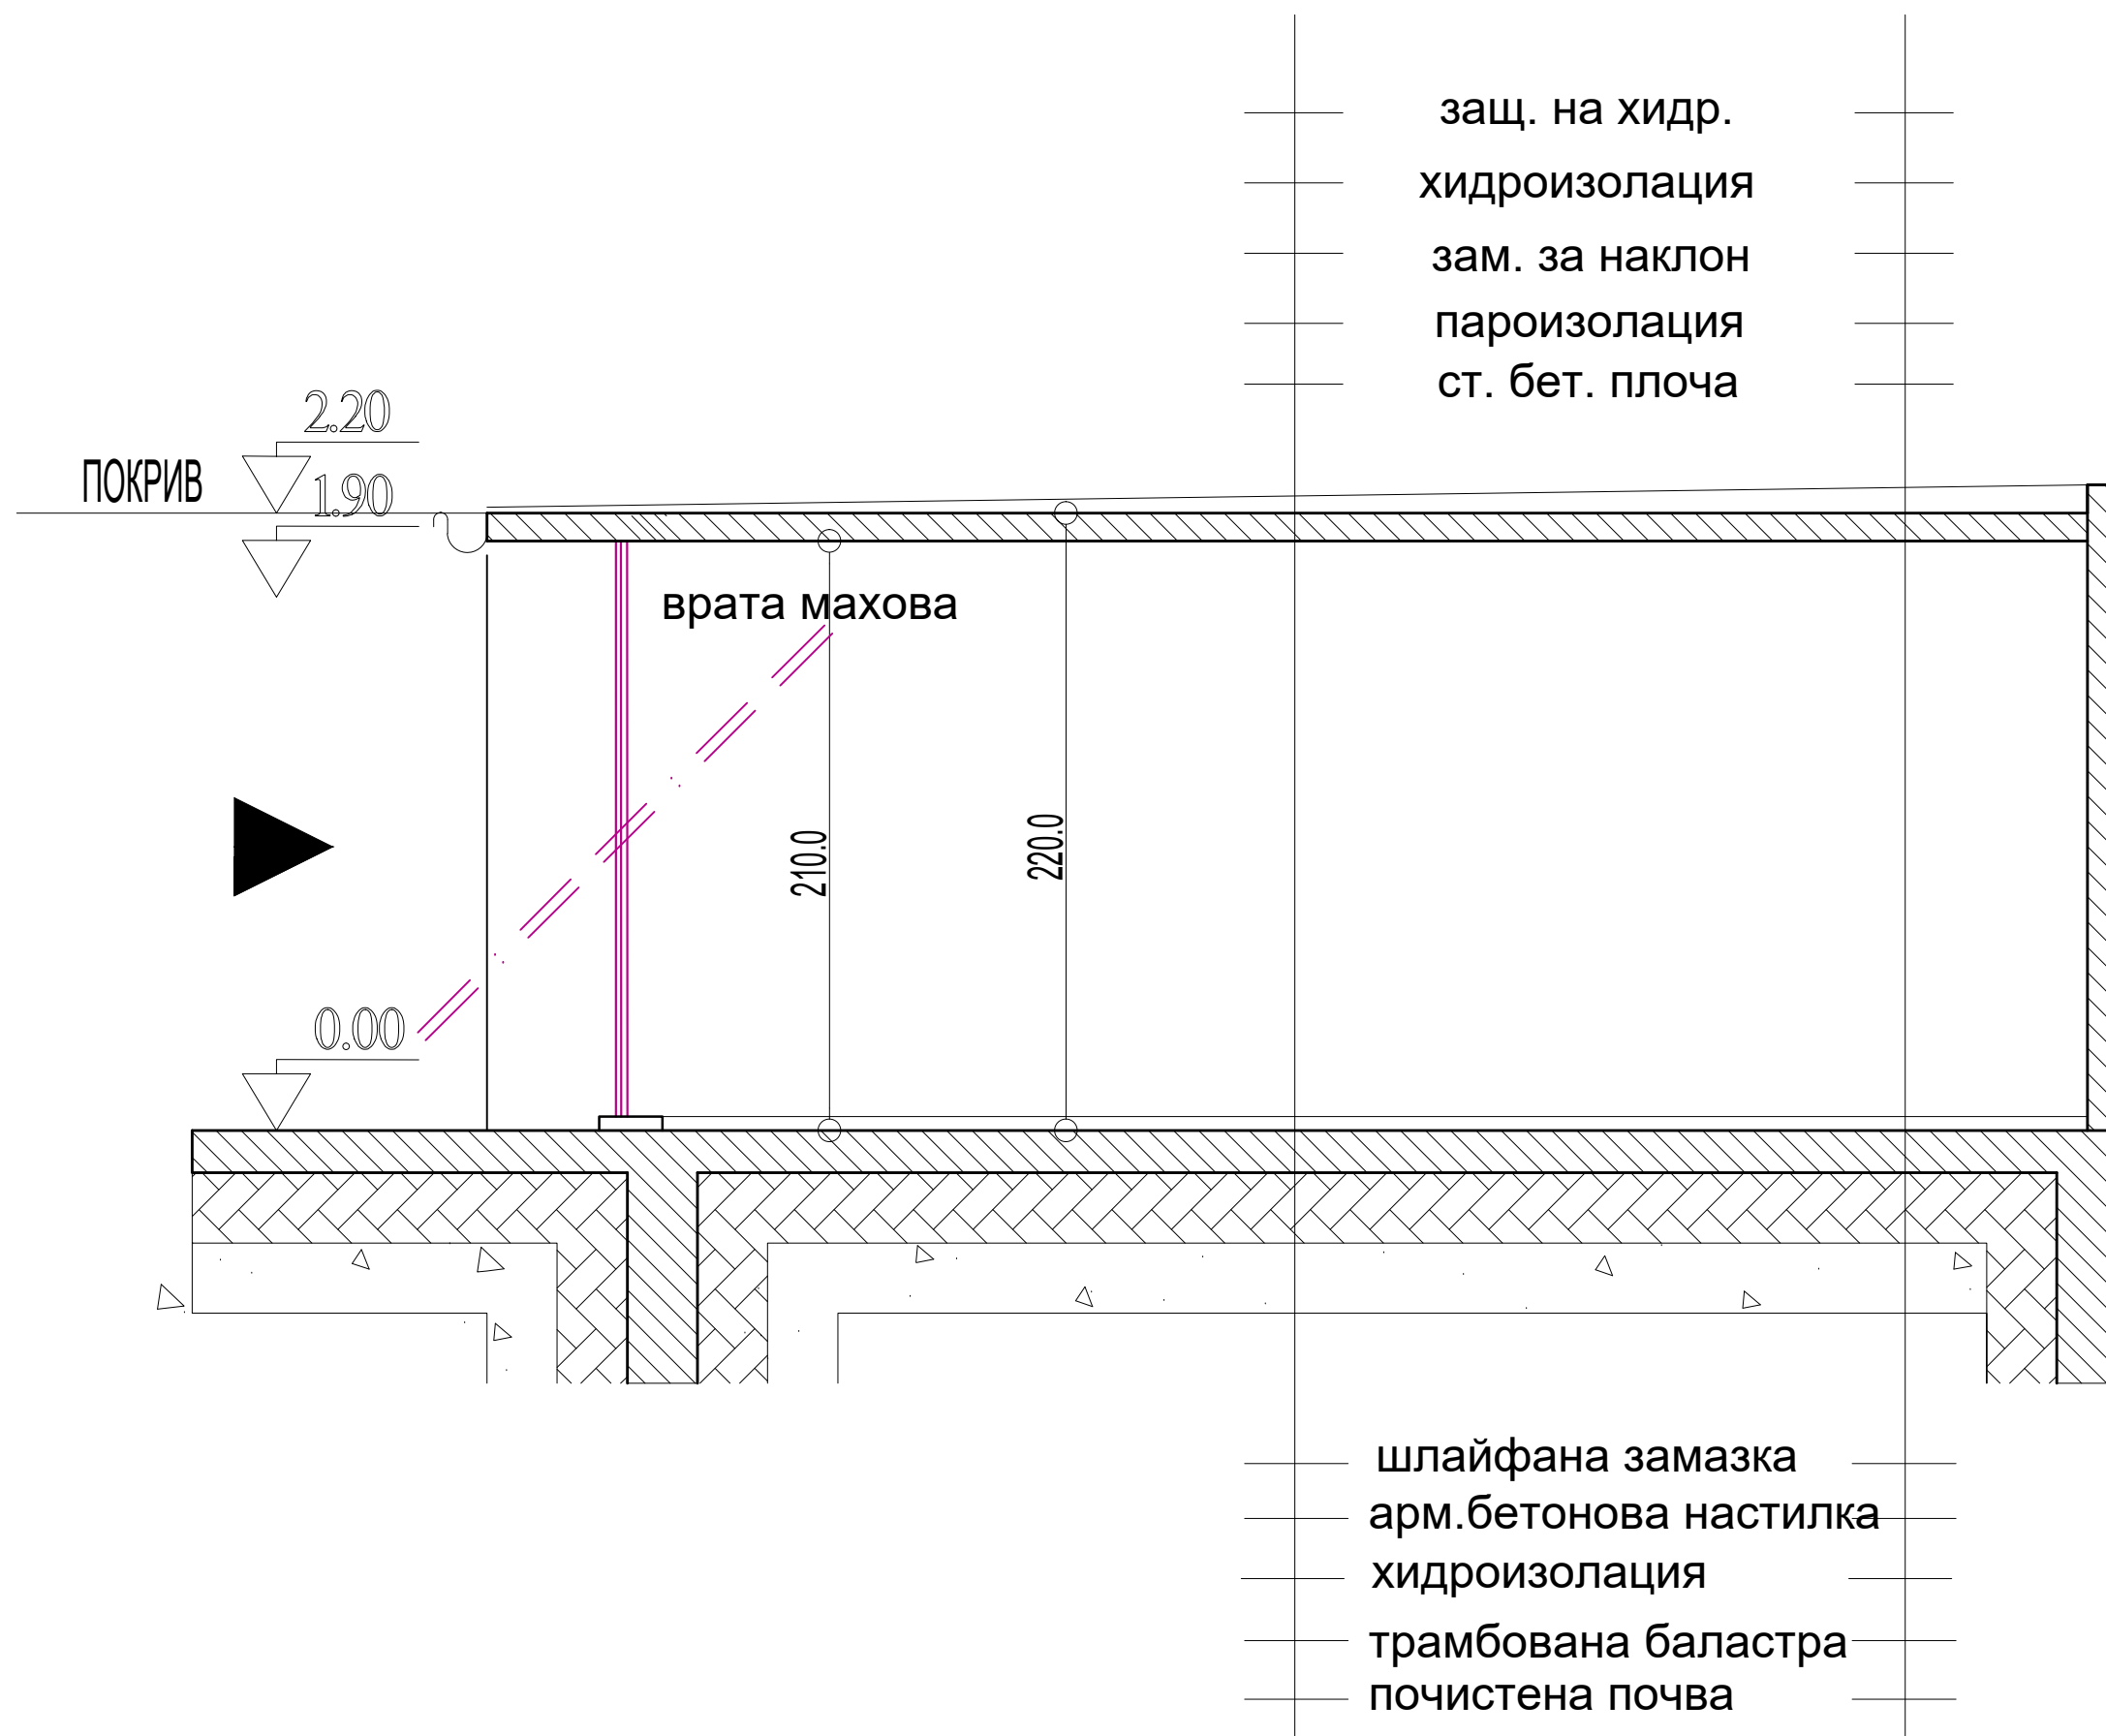 защ. на хидр.
хидроизолация
зам. за наклон
пароизолация
ст. бет. плоча
2.20
ПОКРИВ
1.90
врата махова
210.0
220.0
0.00
шлайфана замазка
арм.бетонова настилка
хидроизолация
трамбована баластра
почистена почва